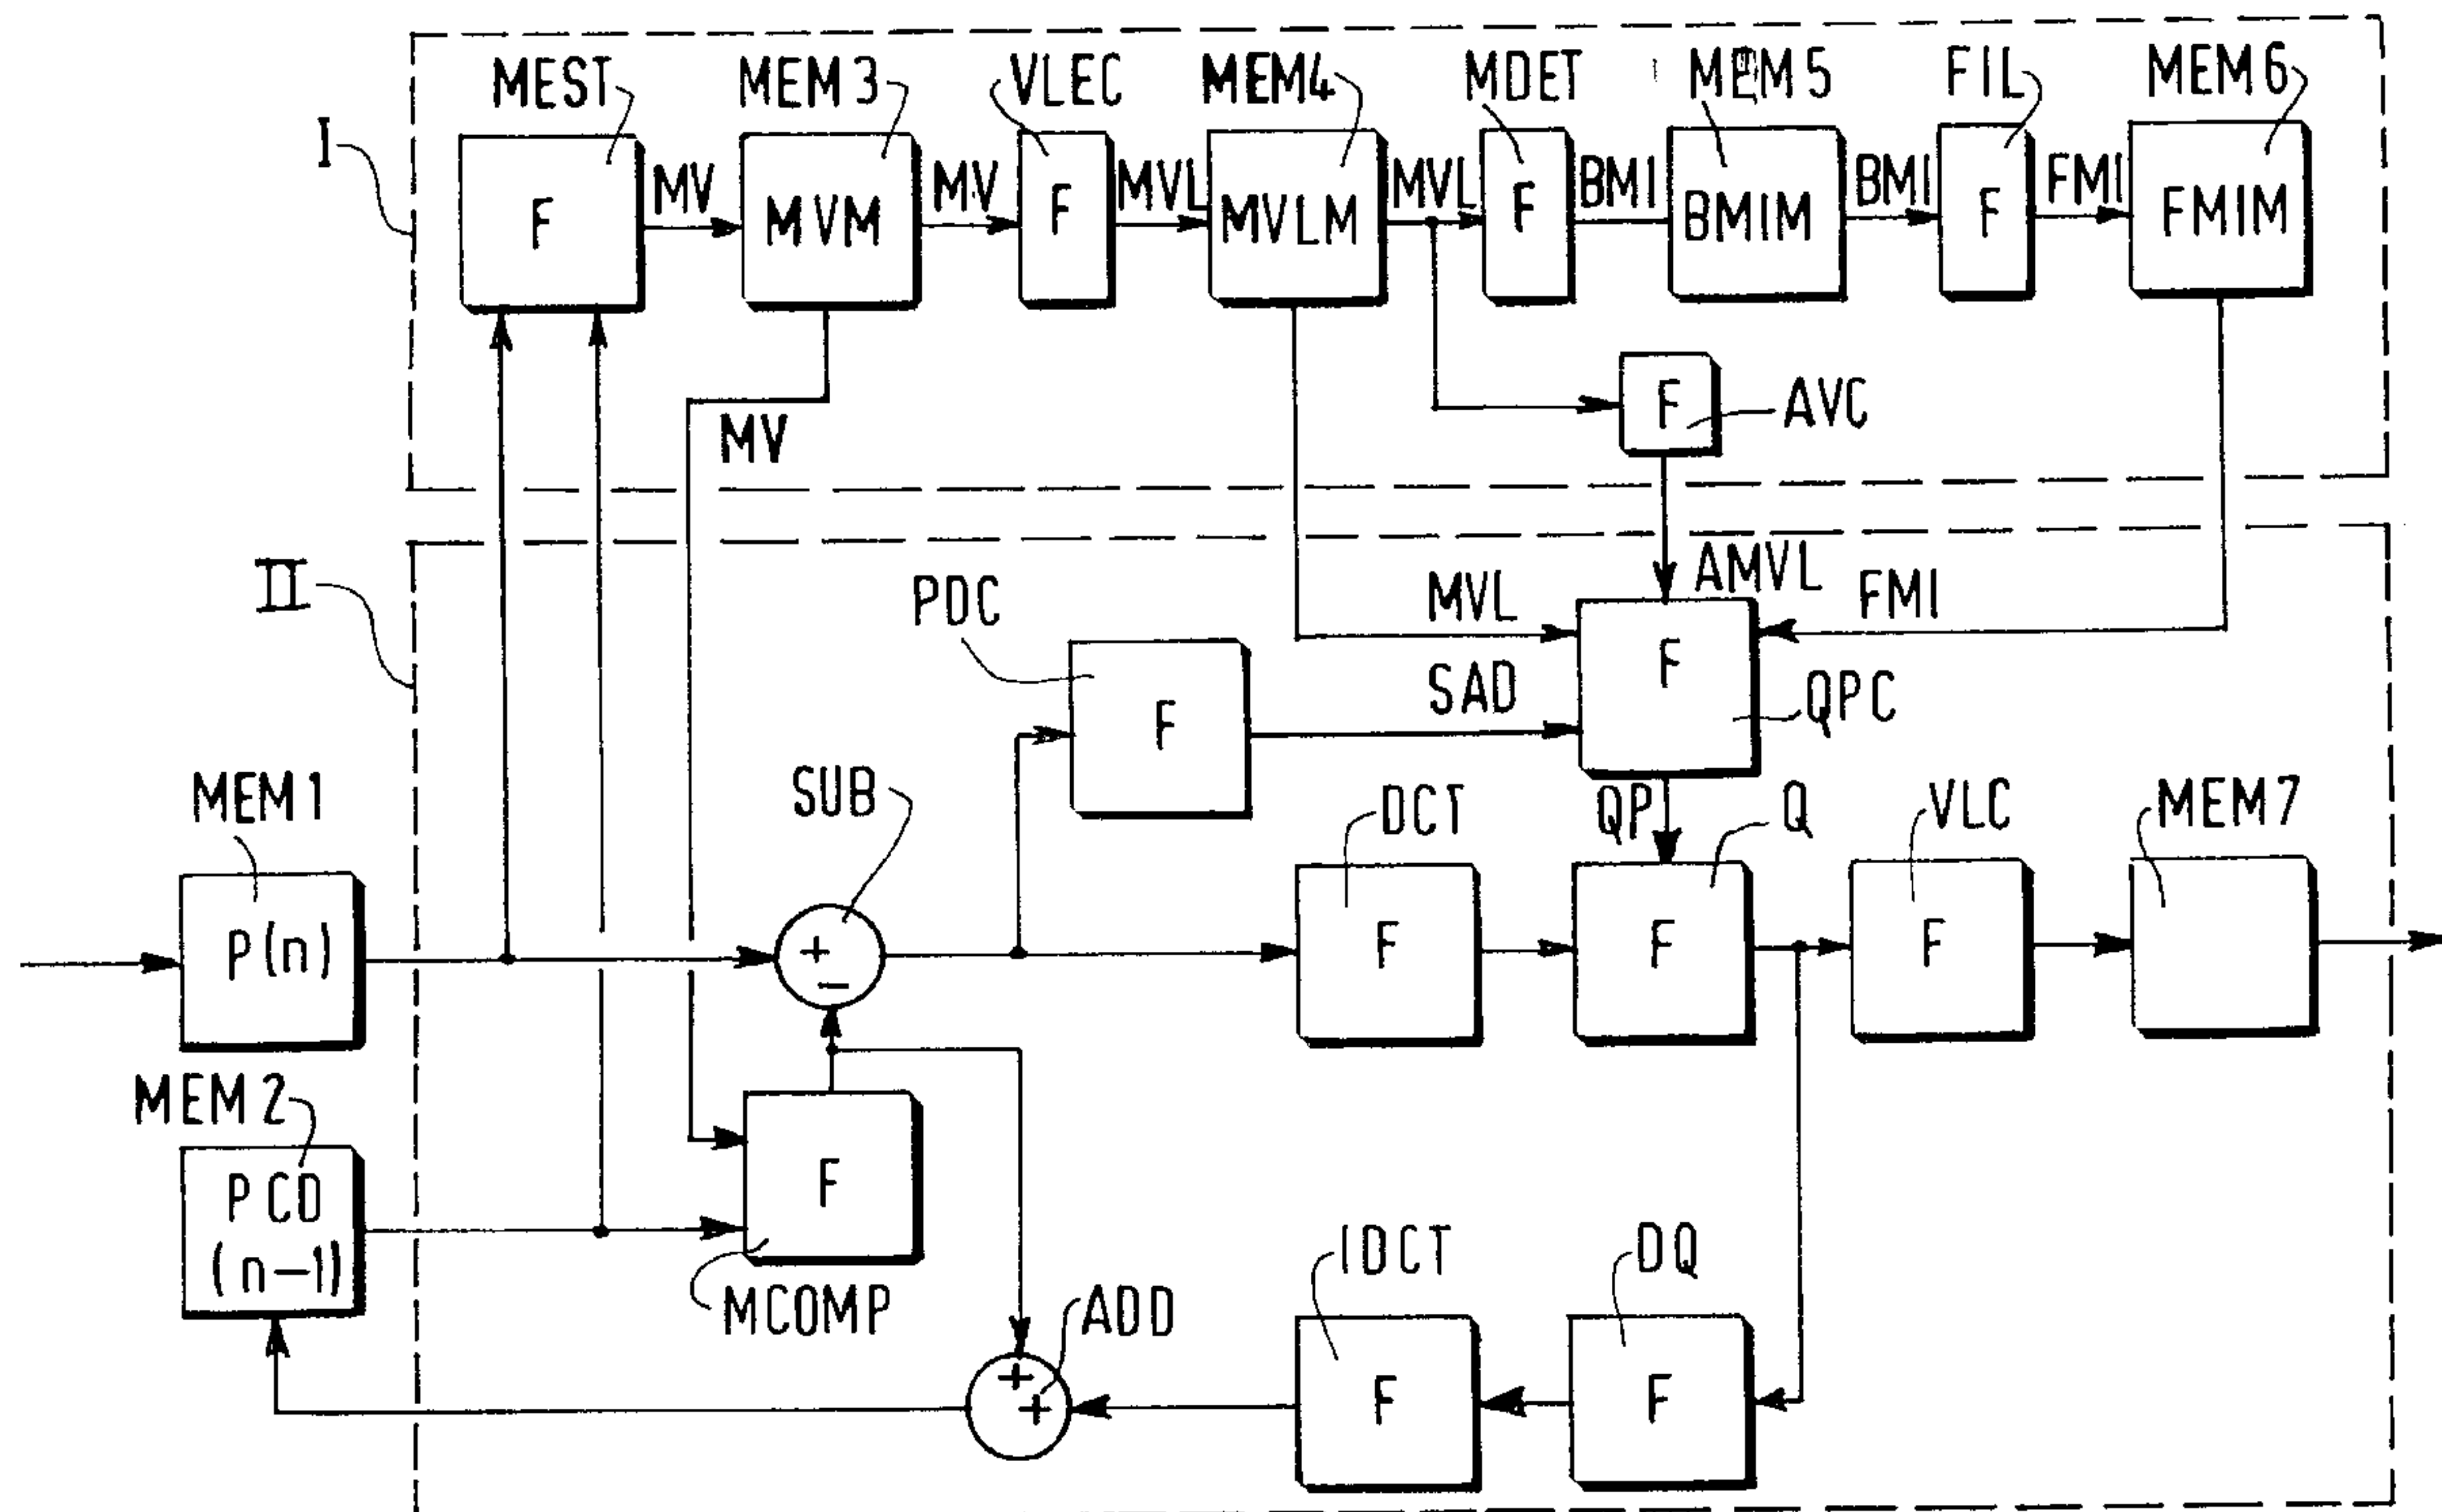 MEST MEM3 VLEC MEM4 MDET MEM5 FIL MEM6
I
F MV MVM MV F MVL MVLM MVL F BMI BMIM BMI F FMI FMIM
F AVC
MV
II
AMVL
PDC MVL FMI
F
SAD
F QPC
MEM1 SUB DCT QP Q VLC MEM7
P(n) + F F F
–
MEM2
PCD
(n–1)
F
MCOMP ADD IDCT DQ
+
+ F F